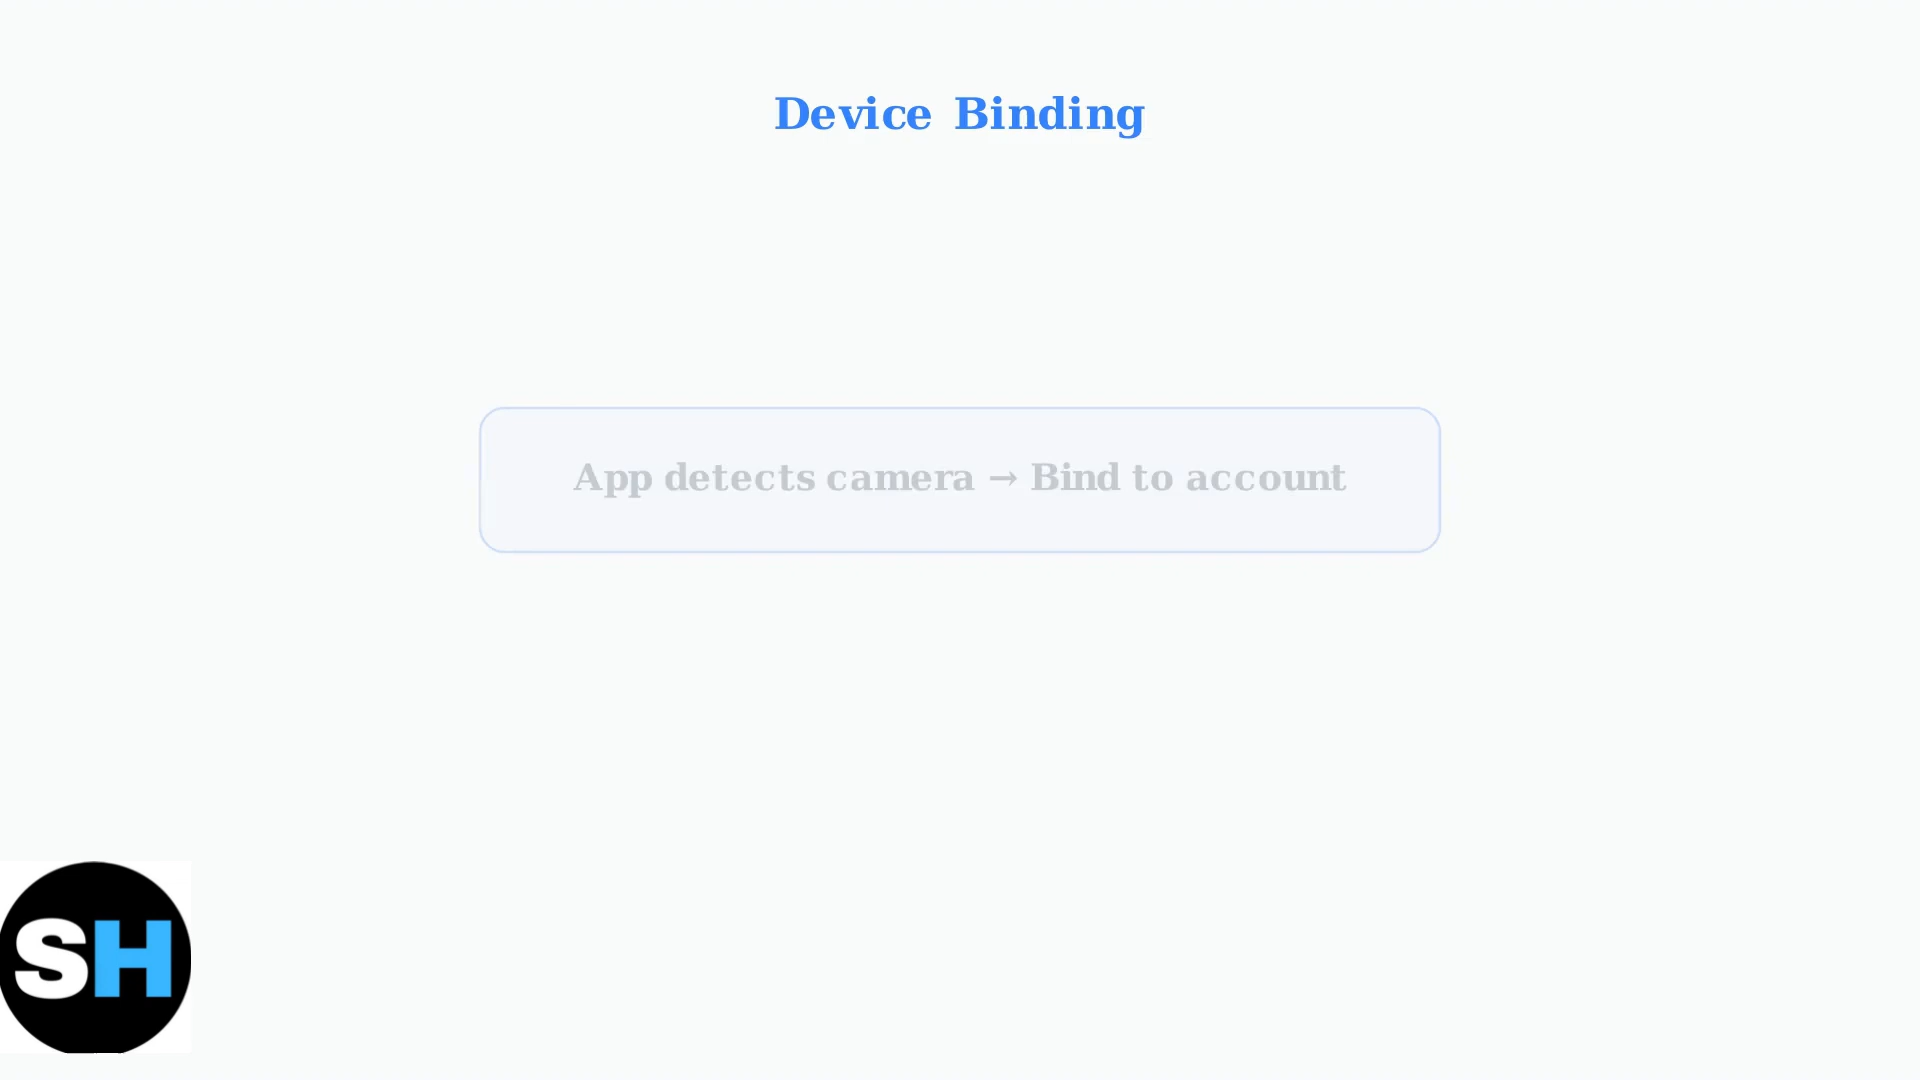 Device Binding
App detects camera → Bind to account
SH